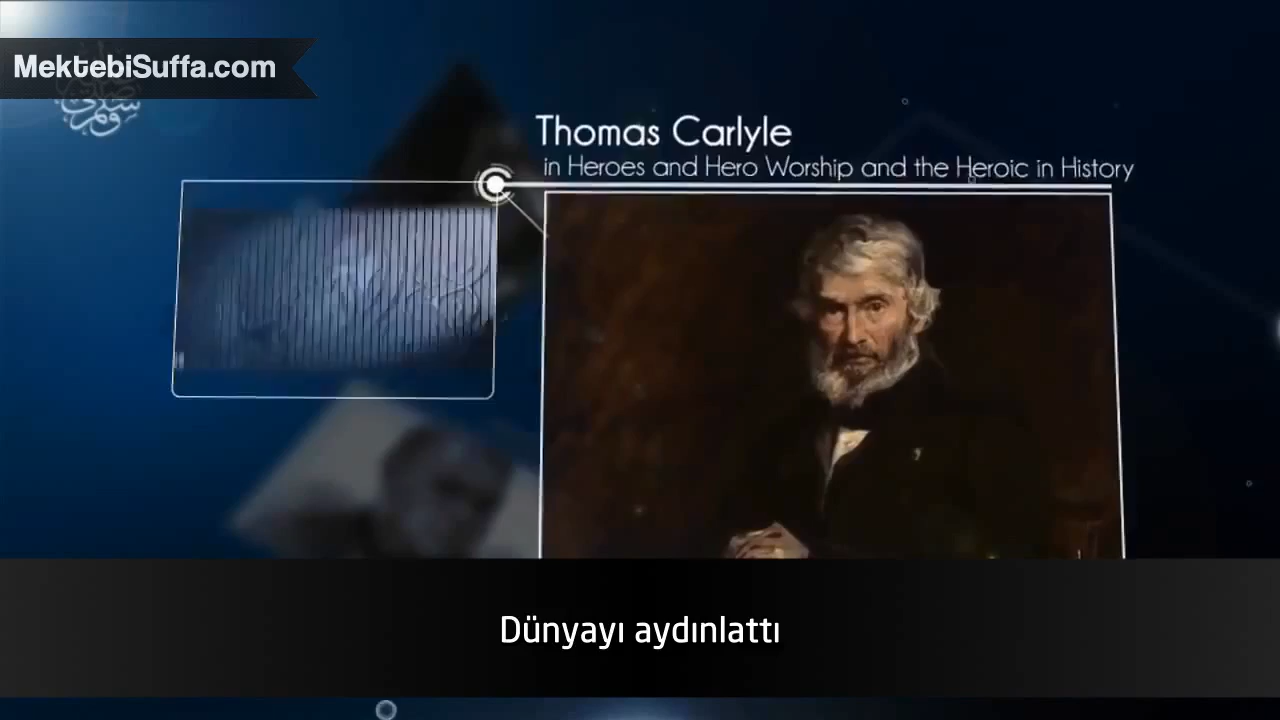 MektebiSuffa.com
Thomas Carlyle
in Heroes and Hero Worship and the Heroic in History
Dünyayı aydınlattı